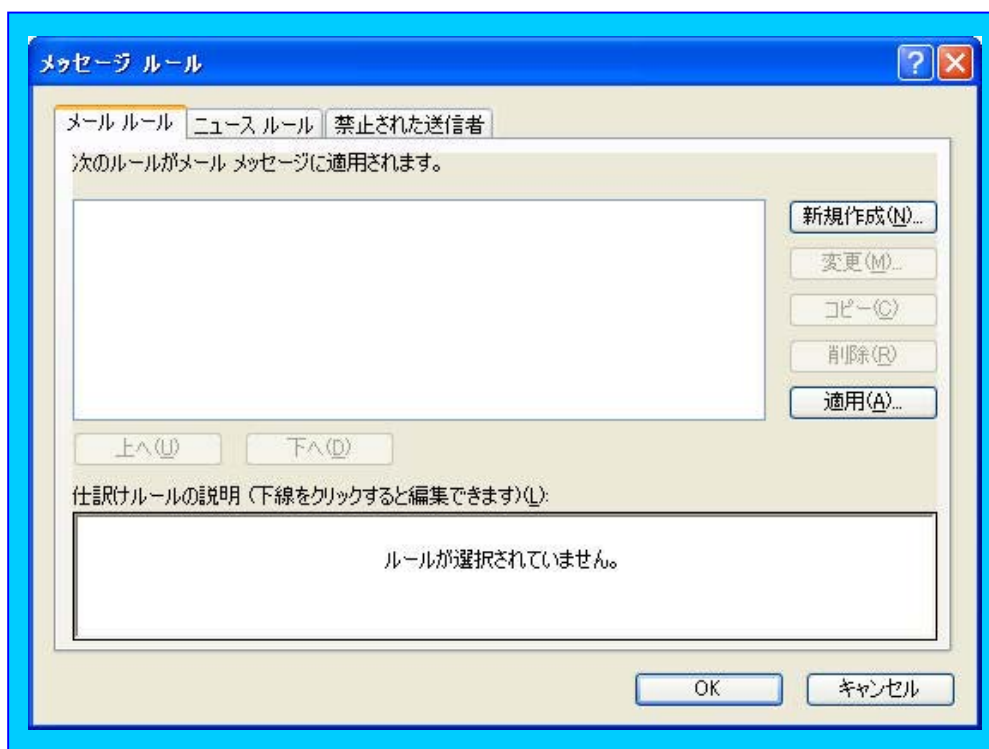 メッセージ ルール
メール ルール ニュース ルール 禁止された送信者
次のルールがメール メッセージに適用されます。
新規作成(N)...
変更(M)...
コピー(C)
削除(R)
適用(A)...
上へ(U) 下へ(D)
仕訳けルールの説明 (下線をクリックすると編集できます)(L):
ルールが選択されていません。
OK キャンセル